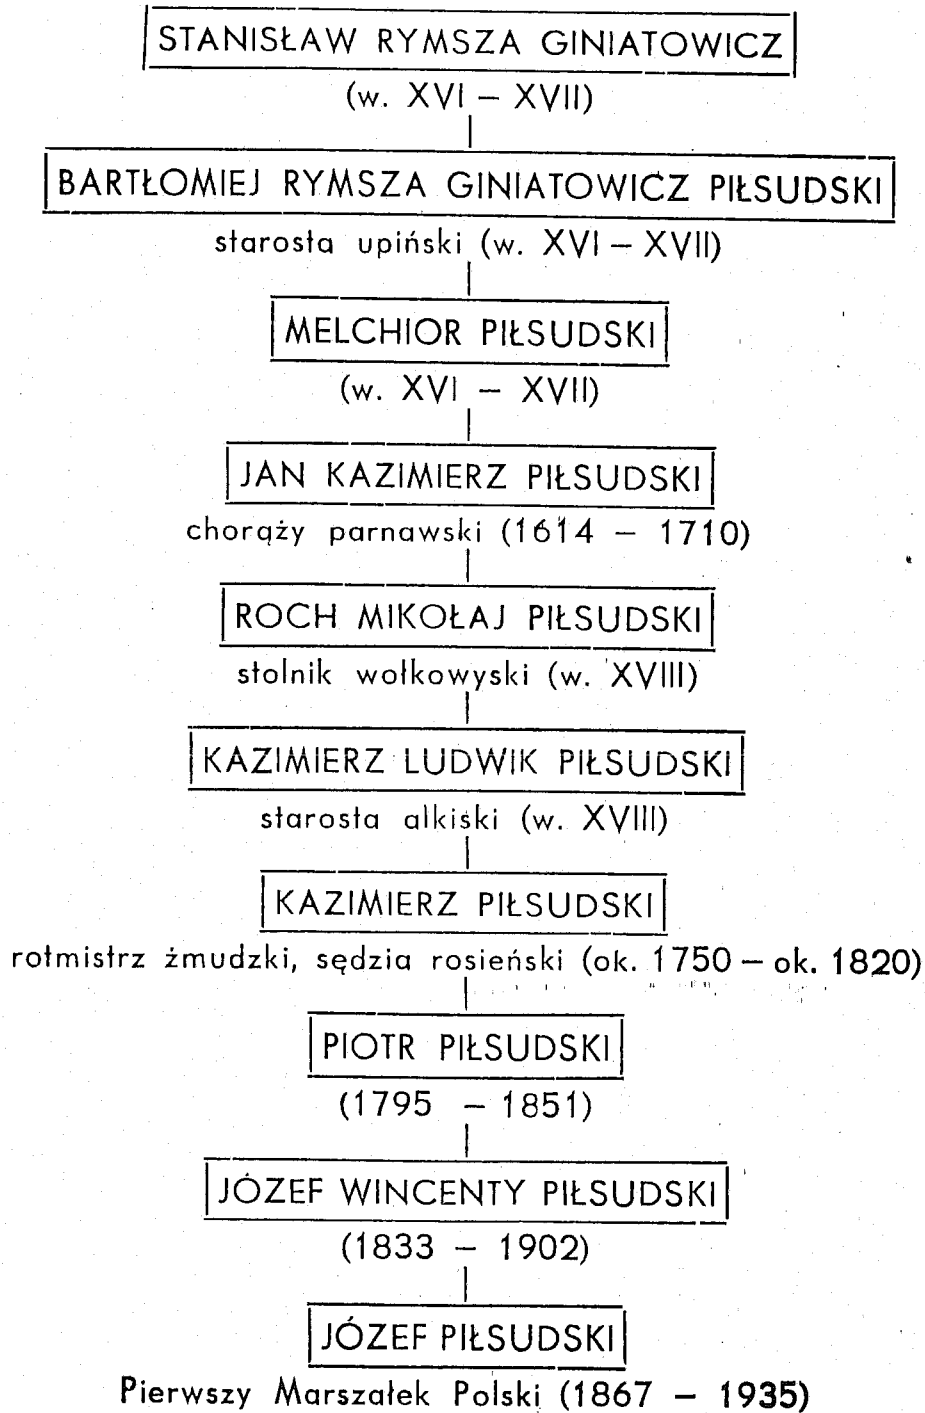 STANISŁAW RYMSZA GINIATOWICZ
(w. XVI – XVII)
BARTŁOMIEJ RYMSZA GINIATOWICZ PIŁSUDSKI
starosta upiński (w. XVI – XVII)
MELCHIOR PIŁSUDSKI
(w. XVI – XVII)
JAN KAZIMIERZ PIŁSUDSKI
chorąży parnawski (1614 – 1710)
ROCH MIKOŁAJ PIŁSUDSKI
stolnik wołkowyski (w. XVIII)
KAZIMIERZ LUDWIK PIŁSUDSKI
starosta alkiski (w. XVIII)
KAZIMIERZ PIŁSUDSKI
rotmistrz żmudzki, sędzia rosieński (ok. 1750 – ok. 1820)
PIOTR PIŁSUDSKI
(1795 – 1851)
JÓZEF WINCENTY PIŁSUDSKI
(1833 – 1902)
JÓZEF PIŁSUDSKI
Pierwszy Marszałek Polski (1867 – 1935)